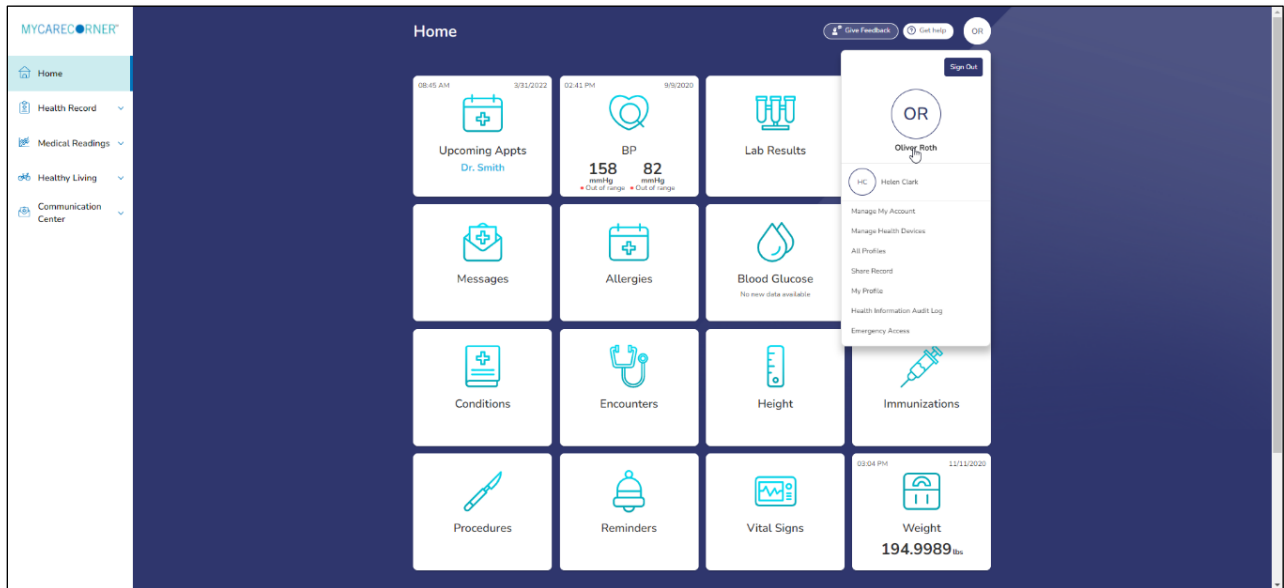 MYCARECORNER
Home
Health Record
Medical Readings
Healthy Living
Communication
Center
Home
Give Feedback
Get help
OR
Sign Out
OR
Oliver Roth
HC
Helen Clark
Manage My Account
Manage Health Devices
All Profiles
Share Record
My Profile
Health Information Audit Log
Emergency Access
08:45 AM 3/31/2022
Upcoming Appts
Dr. Smith
02:41 PM 9/9/2020
BP
158 82
mmHg mmHg
Out of range Out of range
Lab Results
Messages
Allergies
Blood Glucose
No new data available
Conditions
Encounters
Height
Immunizations
Procedures
Reminders
Vital Signs
03:04 PM 11/11/2020
Weight
194.9989 lbs